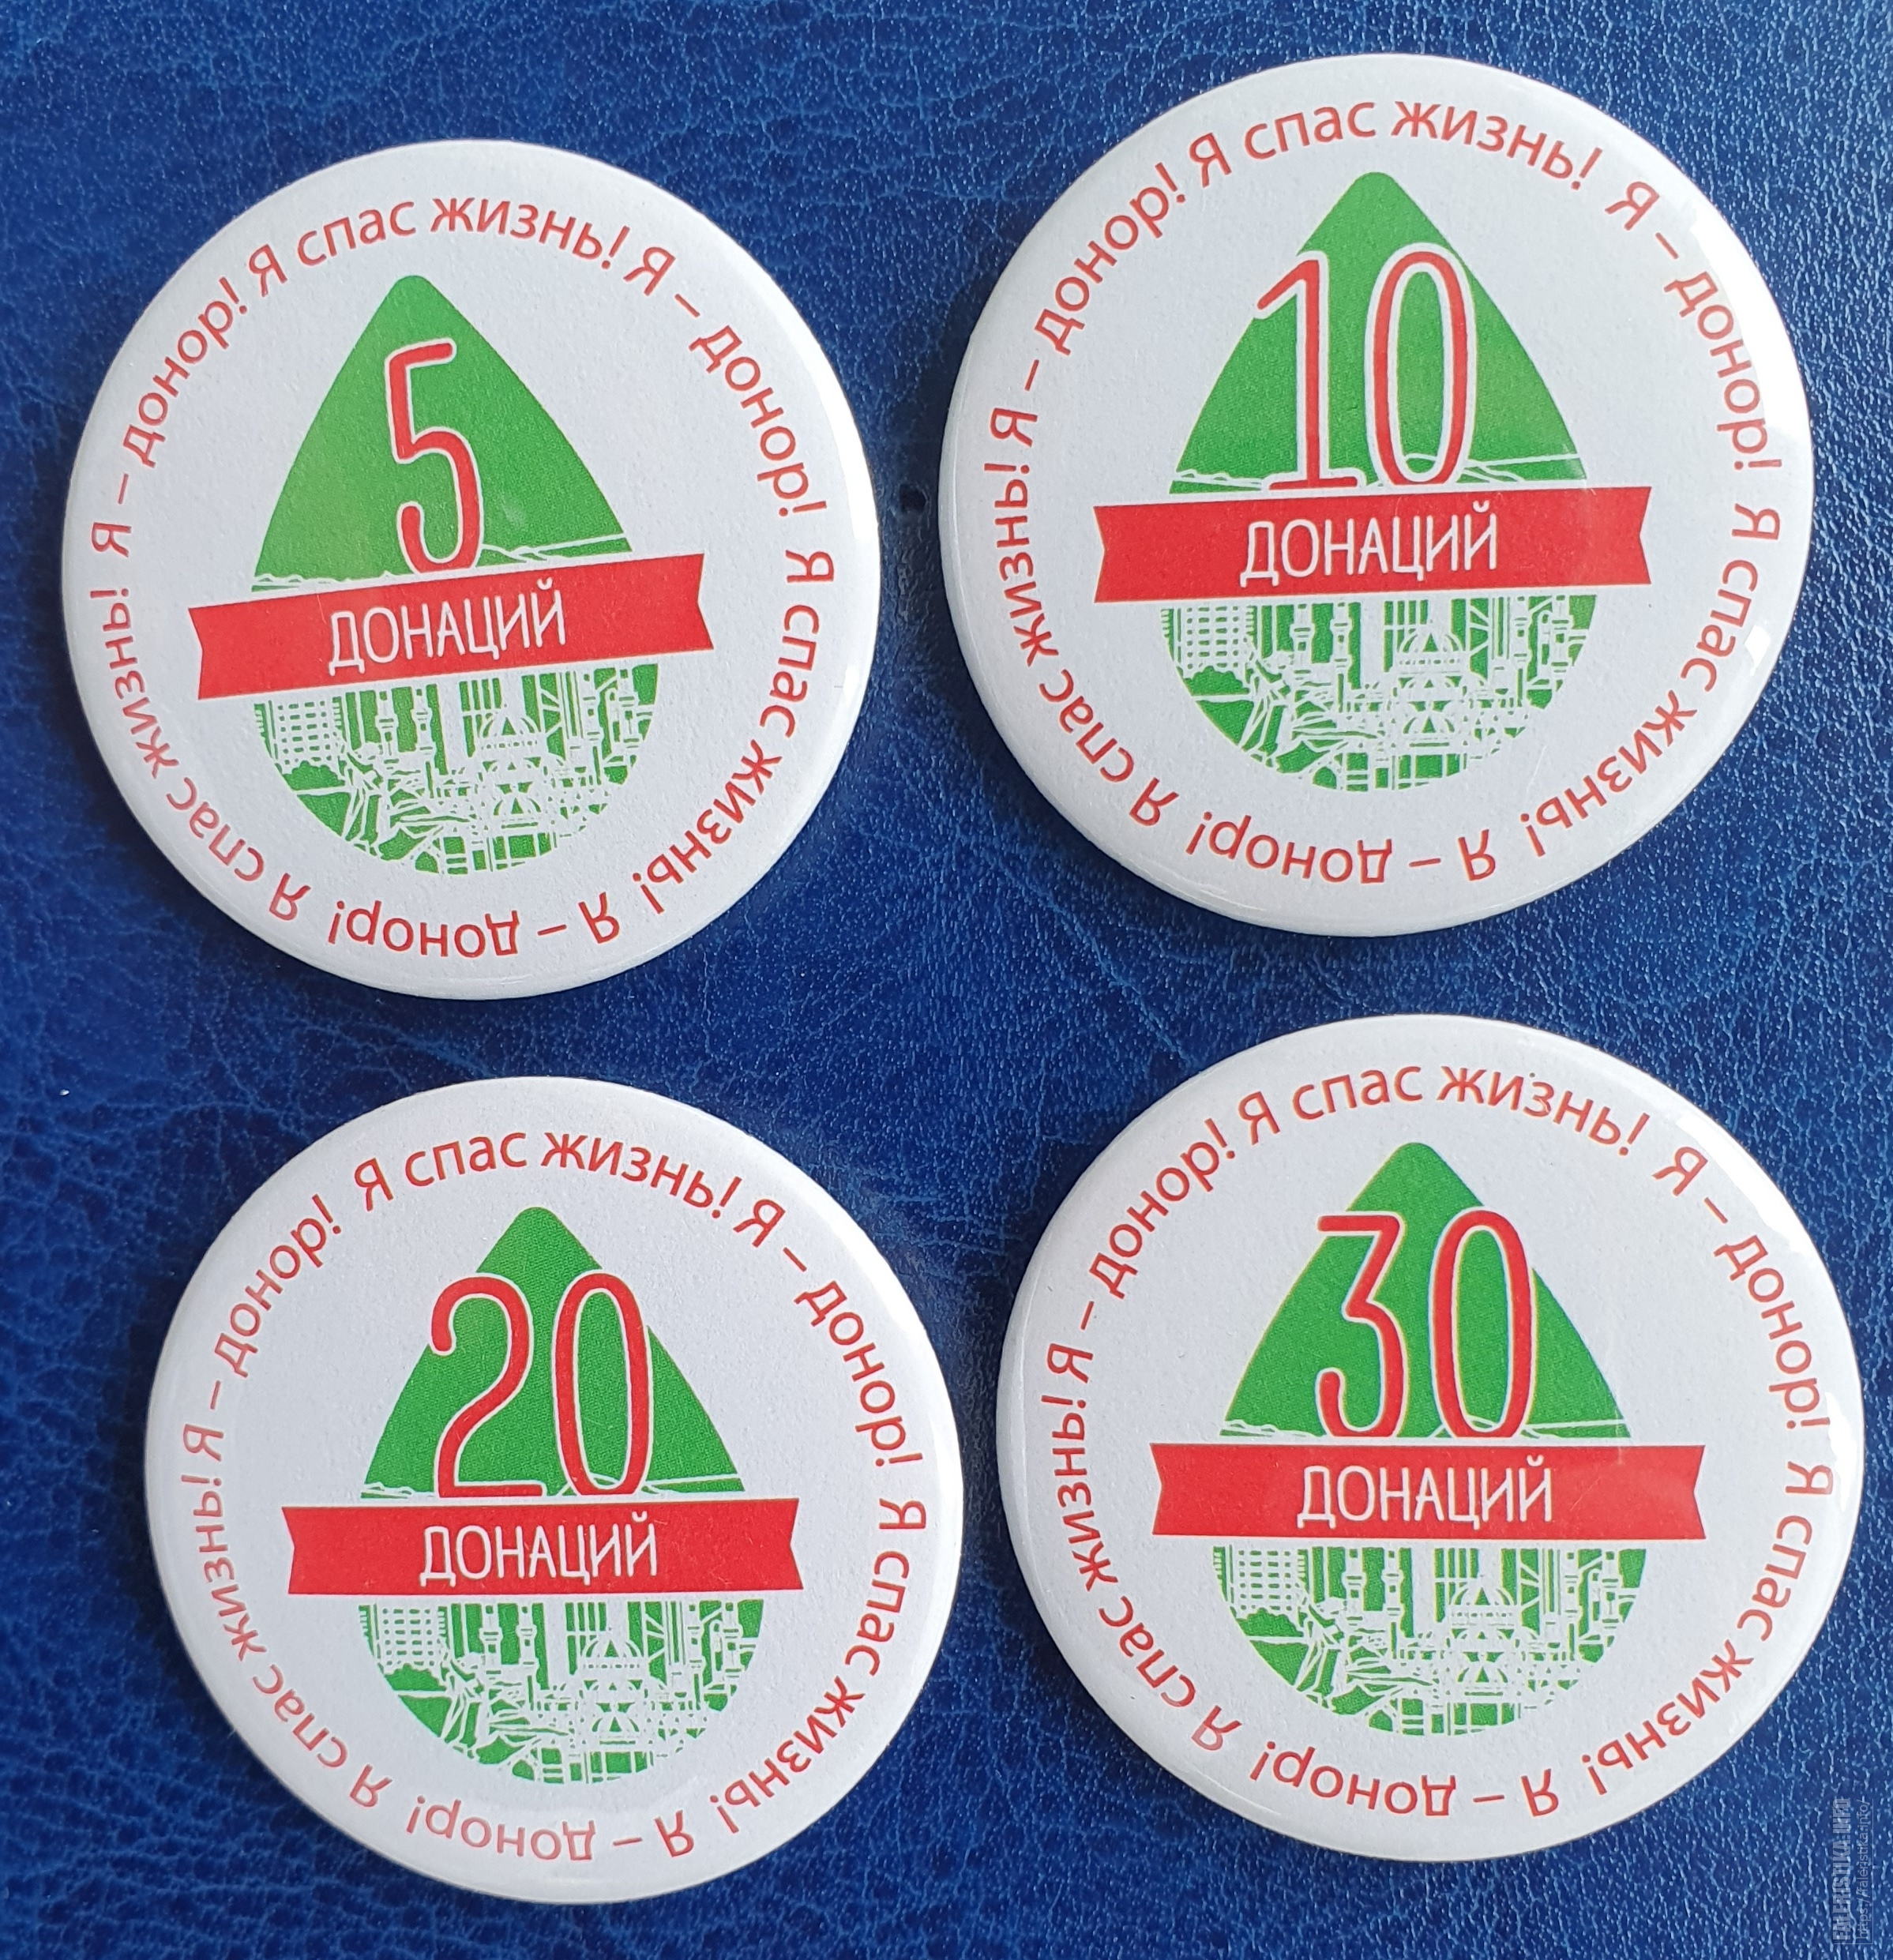 Я – донор! Я спас жизнь! Я – донор! Я спас жизнь! Я – донор! Я спас жизнь!
5
ДОНАЦИЙ
Я – донор! Я спас жизнь! Я – донор! Я спас жизнь! Я – донор! Я спас жизнь!
10
ДОНАЦИЙ
Я – донор! Я спас жизнь! Я – донор! Я спас жизнь! Я – донор! Я спас жизнь!
20
ДОНАЦИЙ
Я – донор! Я спас жизнь! Я – донор! Я спас жизнь! Я – донор! Я спас жизнь!
30
ДОНАЦИЙ